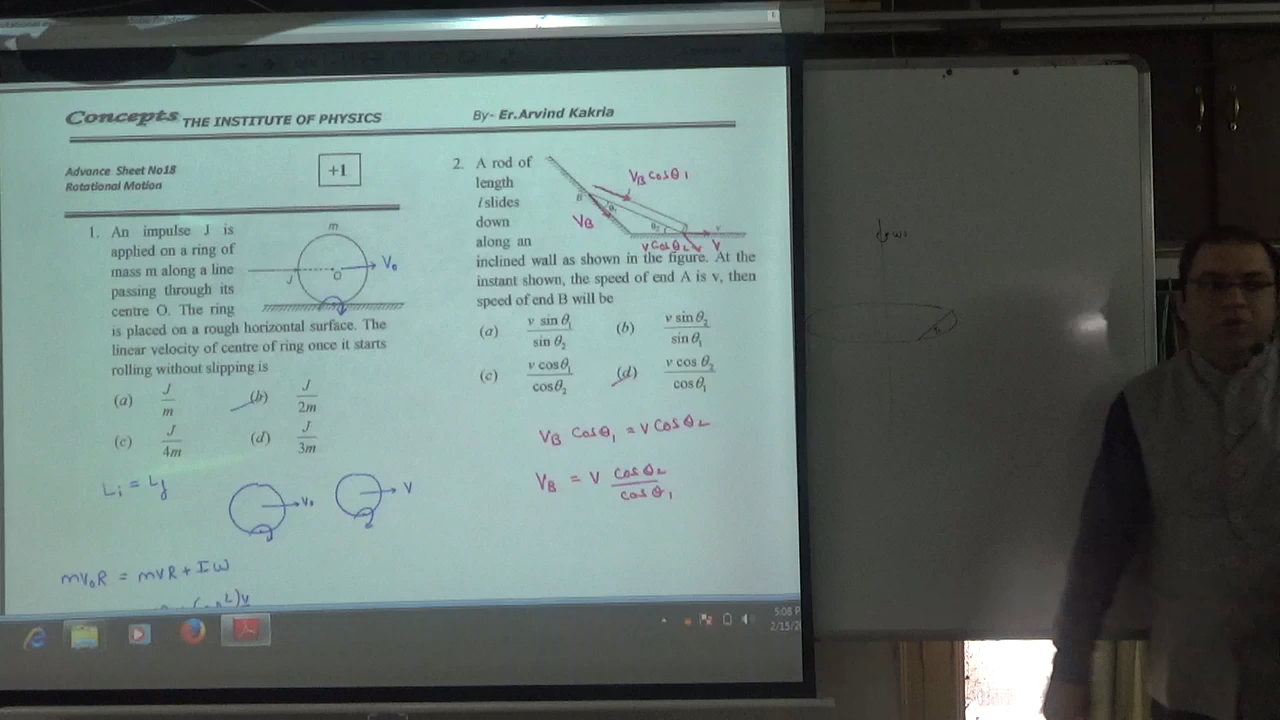 Concepts THE INSTITUTE OF PHYSICS
By- Er.Arvind Kakria
Advance Sheet No18
Rotational Motion
+1
1. An impulse J is
applied on a ring of
mass m along a line
passing through its
centre O. The ring
is placed on a rough horizontal surface. The
linear velocity of centre of ring once it starts
rolling without slipping is
(a) J/m
(b) J/2m
(c) J/4m
(d) J/3m
m
J
O
V₀
Li = Lf
V₀
V
mV₀R = mVR + Iω
2. A rod of
length
l slides
down
along an
inclined wall as shown in the figure. At the
instant shown, the speed of end A is v, then
speed of end B will be
(a) v sin θ₁/sin θ₂
(b) v sin θ₂/sin θ₁
(c) v cos θ₁/cos θ₂
(d) v cos θ₂/cos θ₁
VB Cos θ₁
B
VB
θ₁
θ₂
v
V Cos θ₂
V
VB Cos θ₁ = V Cos θ₂
VB = V Cos θ₂/Cos θ₁
5:08 P